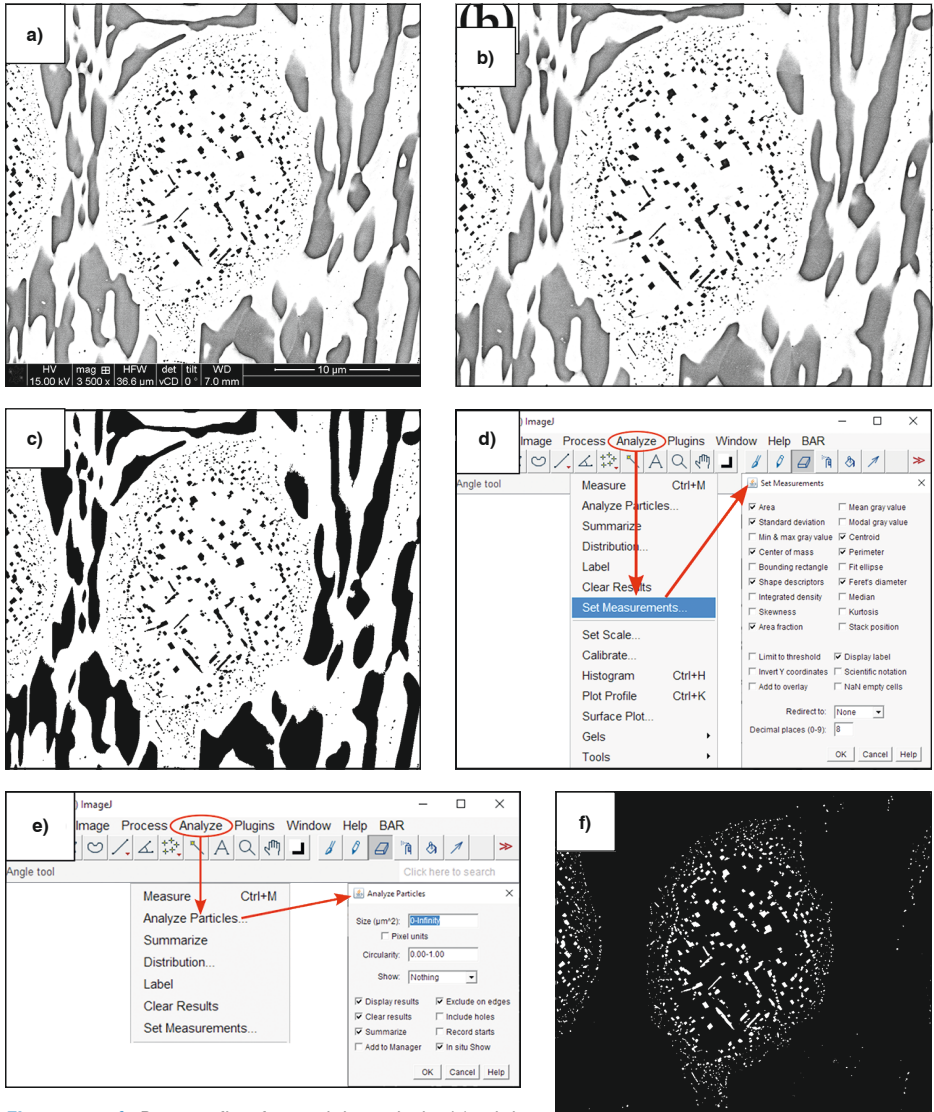 a)
HV mag HFW det tilt WD
15.00 kV 3 500 x 36.6 µm vCD 0 ° 7.0 mm 10 µm
(b)
b)
c)
d)
) ImageJ
Image Process Analyze Plugins Window Help BAR
Angle tool
Measure Ctrl+M
Analyze Particles...
Summarize
Distribution...
Label
Clear Results
Set Measurements...
Set Scale...
Calibrate...
Histogram Ctrl+H
Plot Profile Ctrl+K
Surface Plot...
Gels
Tools
Set Measurements
Area Mean gray value
Standard deviation Modal gray value
Min & max gray value Centroid
Center of mass Perimeter
Bounding rectangle Fit ellipse
Shape descriptors Feret's diameter
Integrated density Median
Skewness Kurtosis
Area fraction Stack position
Limit to threshold Display label
Invert Y coordinates Scientific notation
Add to overlay NaN empty cells
Redirect to: None
Decimal places (0-9): 8
OK Cancel Help
e)
) ImageJ
Image Process Analyze Plugins Window Help BAR
Angle tool Click here to search
Measure Ctrl+M
Analyze Particles...
Summarize
Distribution...
Label
Clear Results
Set Measurements...
Analyze Particles
Size (µm^2): 0-Infinity
Pixel units
Circularity: 0.00-1.00
Show: Nothing
Display results Exclude on edges
Clear results Include holes
Summarize Record starts
Add to Manager In situ Show
OK Cancel Help
f)